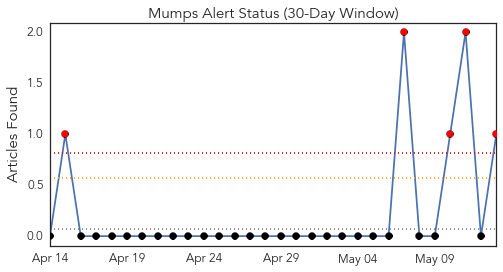 Mumps Alert Status (30-Day Window)
Articles Found
2.0
1.5
1.0
0.5
0.0
Apr 14
Apr 19
Apr 24
Apr 29
May 04
May 09